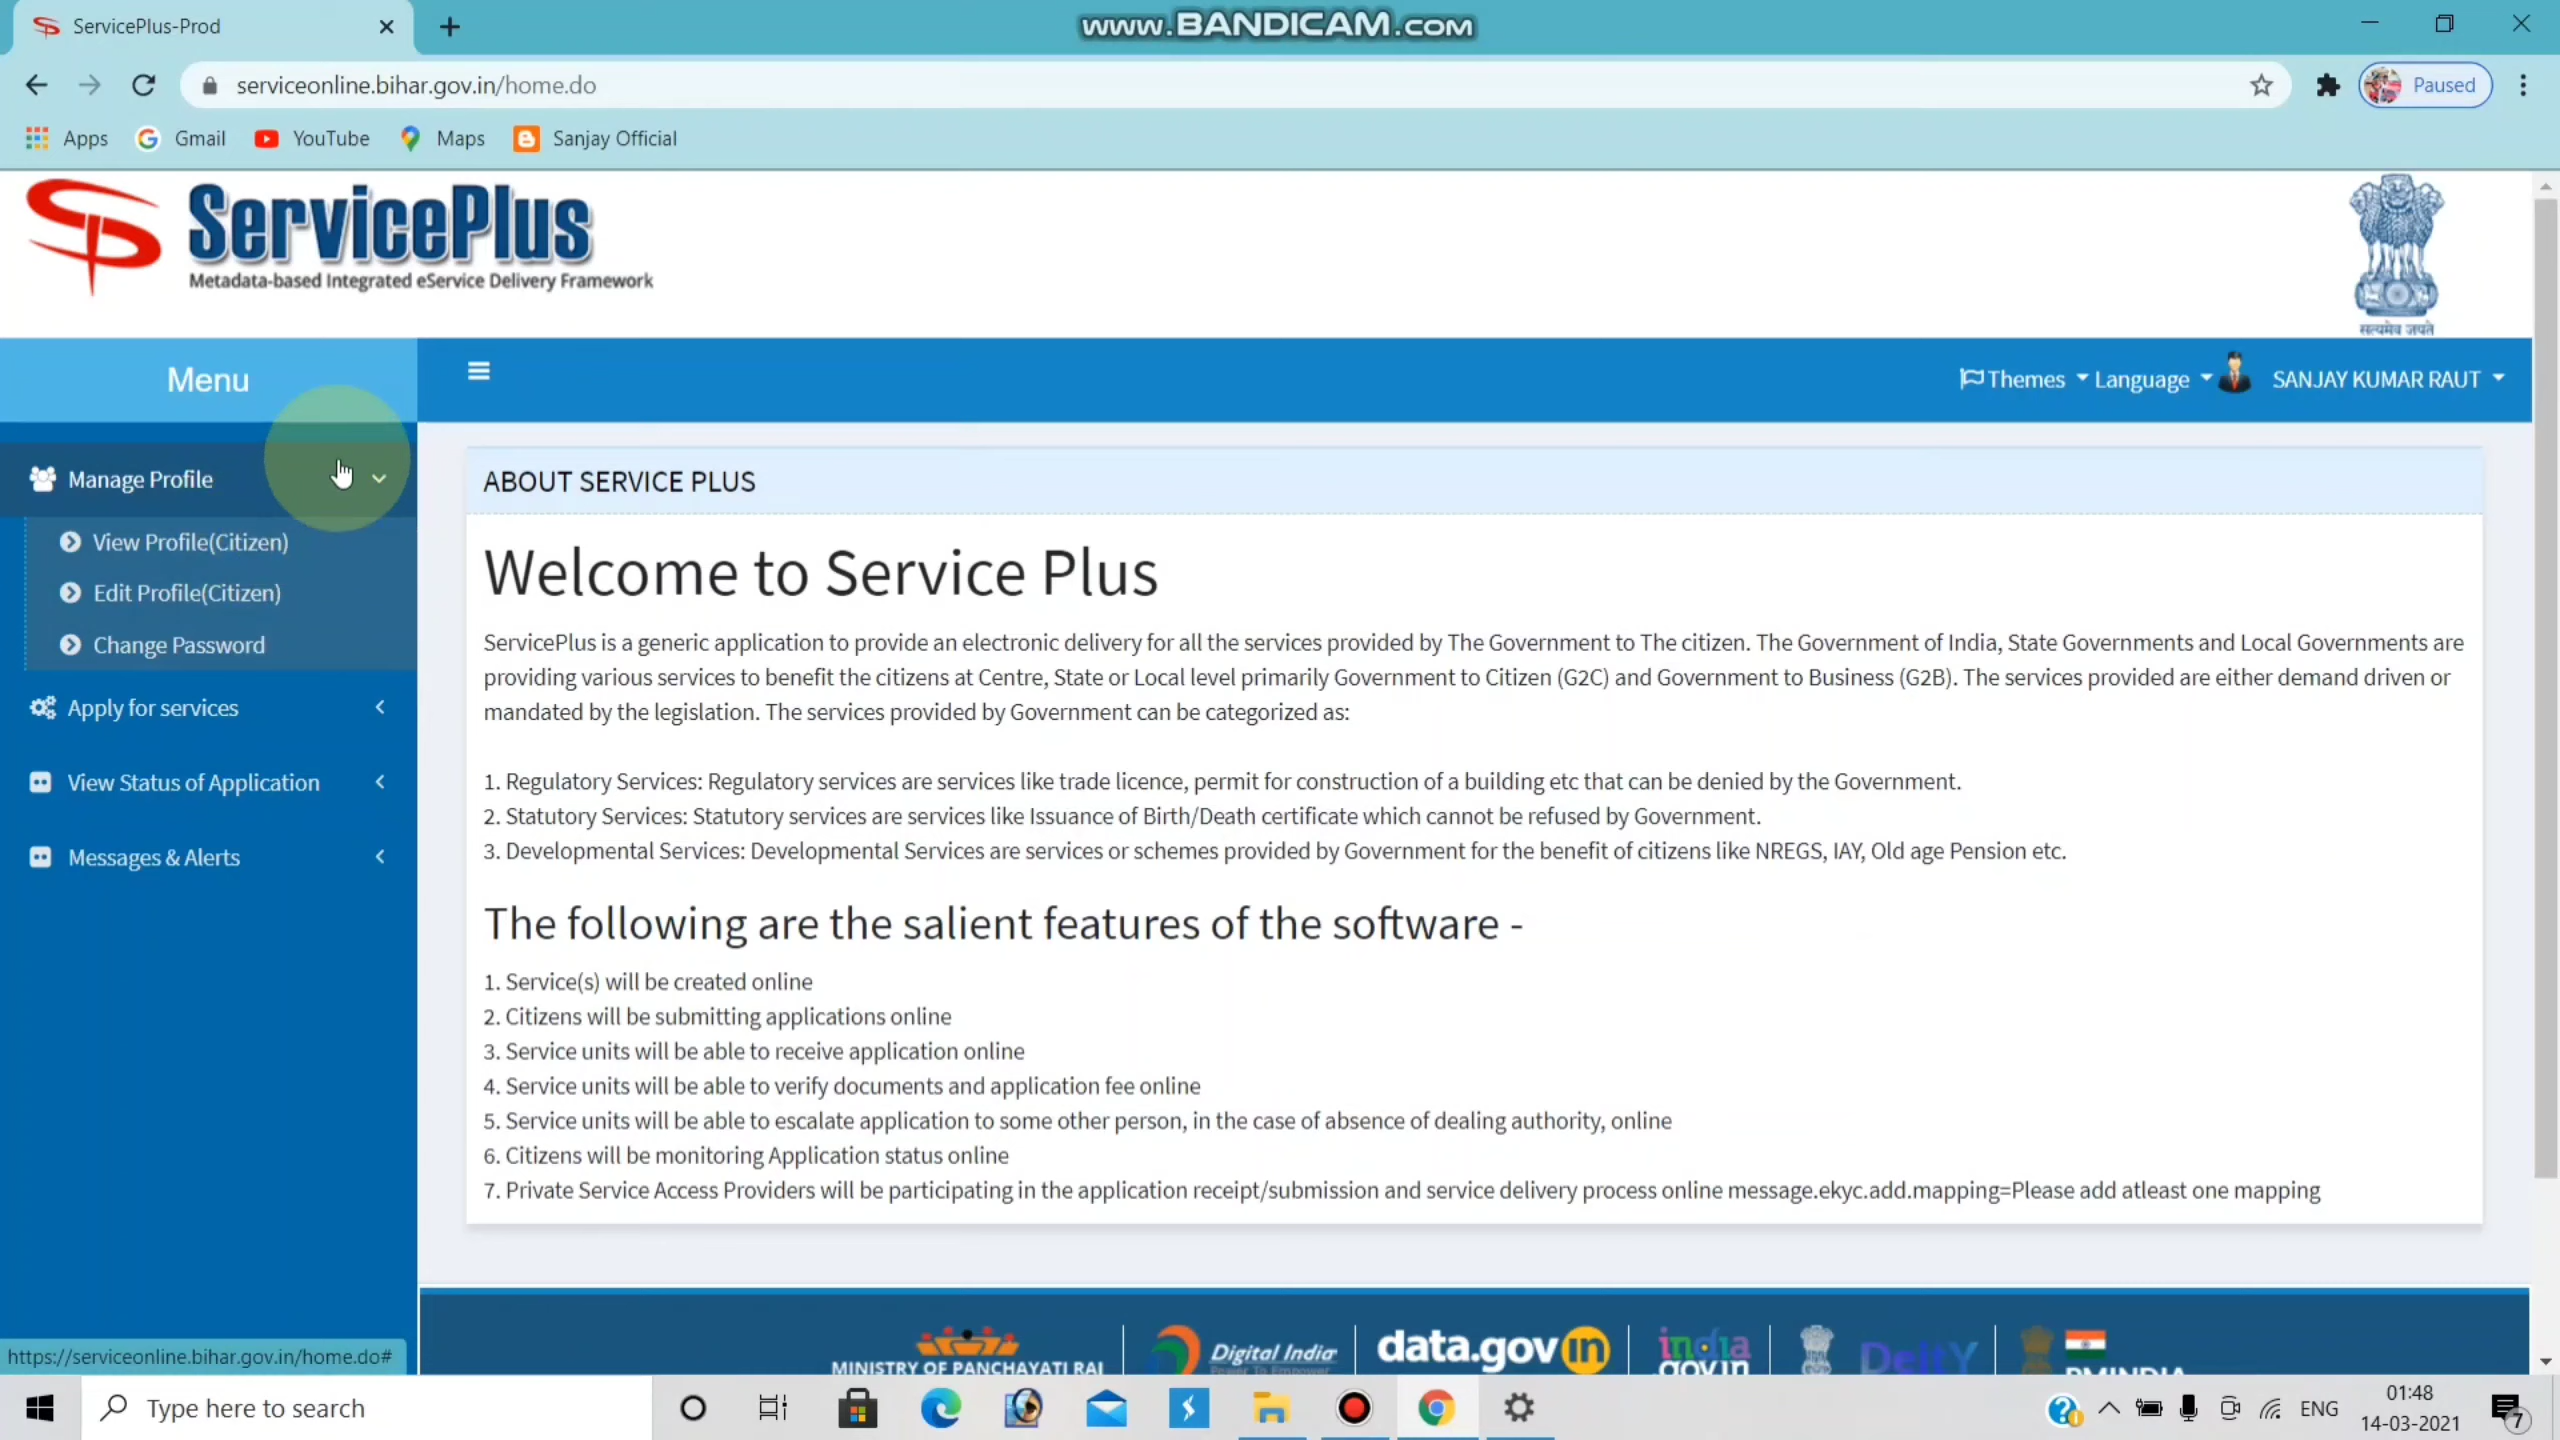 ServicePlus-Prod
www.BANDICAM.com
serviceonline.bihar.gov.in/home.do
Paused
Apps
Gmail
YouTube
Maps
Sanjay Official
ServicePlus
Metadata-based Integrated eService Delivery Framework
सत्यमेव जयते
Menu
Themes
Language
SANJAY KUMAR RAUT
Manage Profile
View Profile(Citizen)
Edit Profile(Citizen)
Change Password
Apply for services
View Status of Application
Messages & Alerts
ABOUT SERVICE PLUS
Welcome to Service Plus
ServicePlus is a generic application to provide an electronic delivery for all the services provided by The Government to The citizen. The Government of India, State Governments and Local Governments are
providing various services to benefit the citizens at Centre, State or Local level primarily Government to Citizen (G2C) and Government to Business (G2B). The services provided are either demand driven or
mandated by the legislation. The services provided by Government can be categorized as:
1. Regulatory Services: Regulatory services are services like trade licence, permit for construction of a building etc that can be denied by the Government.
2. Statutory Services: Statutory services are services like Issuance of Birth/Death certificate which cannot be refused by Government.
3. Developmental Services: Developmental Services are services or schemes provided by Government for the benefit of citizens like NREGS, IAY, Old age Pension etc.
The following are the salient features of the software -
1. Service(s) will be created online
2. Citizens will be submitting applications online
3. Service units will be able to receive application online
4. Service units will be able to verify documents and application fee online
5. Service units will be able to escalate application to some other person, in the case of absence of dealing authority, online
6. Citizens will be monitoring Application status online
7. Private Service Access Providers will be participating in the application receipt/submission and service delivery process online message.ekyc.add.mapping=Please add atleast one mapping
MINISTRY OF PANCHAYATI RAJ
Digital India
Power To Empower
data.gov in
india
gov.in
DeitY
PMINDIA
https://serviceonline.bihar.gov.in/home.do#
Type here to search
ENG
01:48
14-03-2021
7